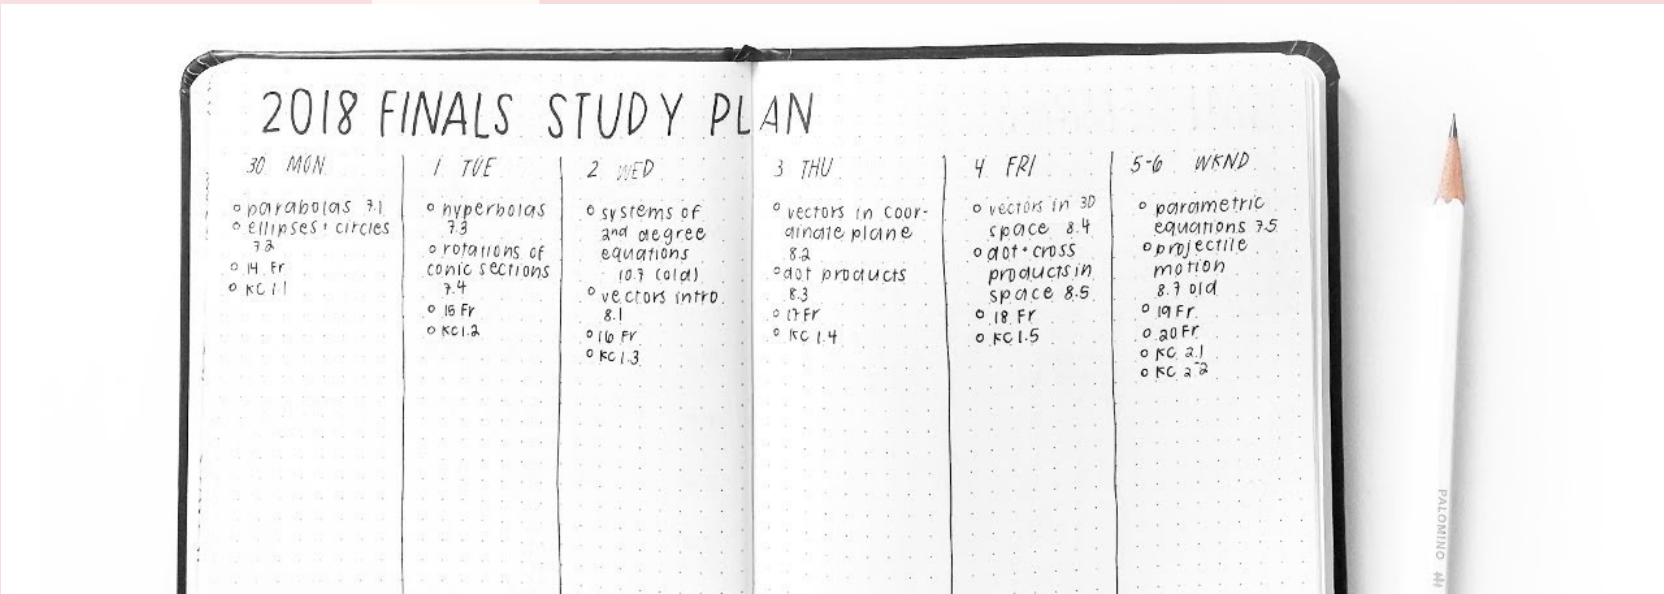 2018 FINALS STUDY PLAN
30 MON
o parabolas 7.1
o ellipses + circles
7.2
o 14 Fr
o KC 1.1
1 TUE
o hyperbolas
7.3
o rotations of
conic sections
7.4
o 15 Fr
o KC 1.2
2 WED
o systems of
2nd degree
equations
10.7 (old)
o vectors intro
8.1
o 16 Fr
o KC 1.3
3 THU
o vectors in coor-
dinate plane
8.2
o dot products
8.3
o 17 Fr
o KC 1.4
4 FRI
o vectors in 3D
space 8.4
o dot + cross
products in
space 8.5
o 18 Fr
o KC 1.5
5-6 WKND
o parametric
equations 7.5
o projectile
motion
8.7 old
o 19 Fr
o 20 Fr
o KC 2.1
o KC 2.2
PALOMINO